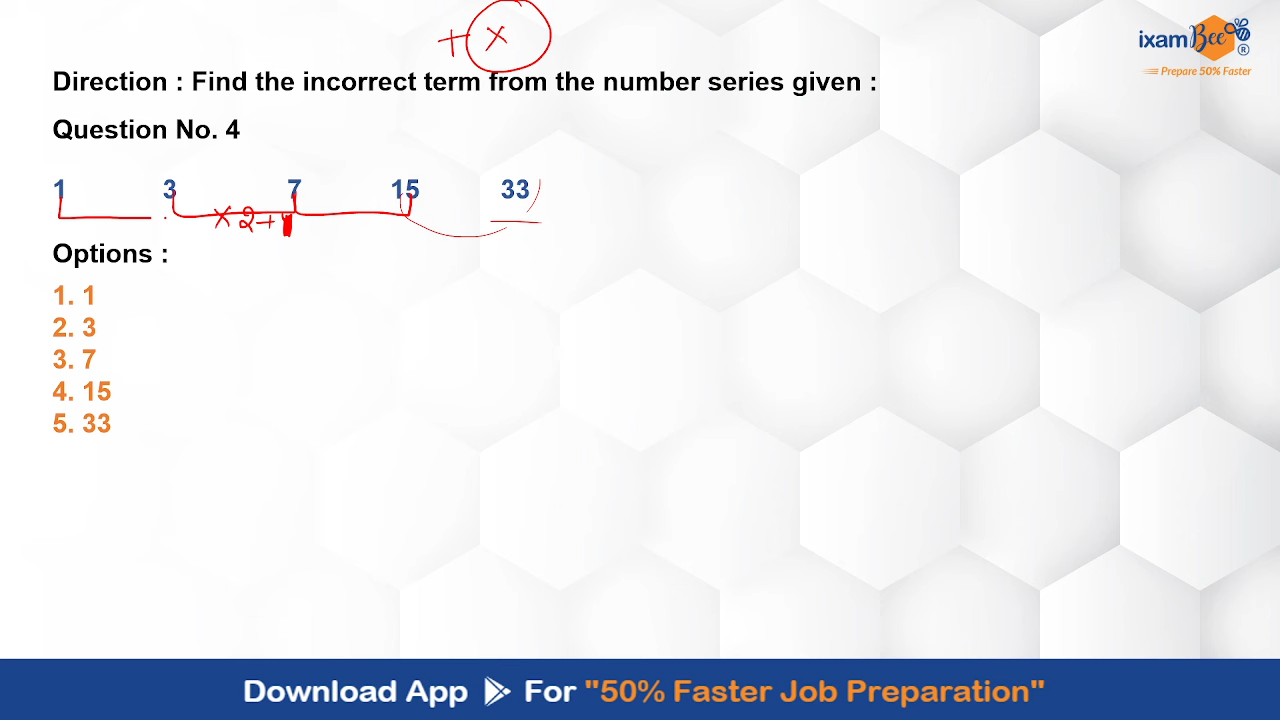 + ×
ixamBee ®
Prepare 50% Faster
Direction : Find the incorrect term from the number series given :
Question No. 4
1 3 7 15 33
×2+1
Options :
1. 1
2. 3
3. 7
4. 15
5. 33
Download App For "50% Faster Job Preparation"